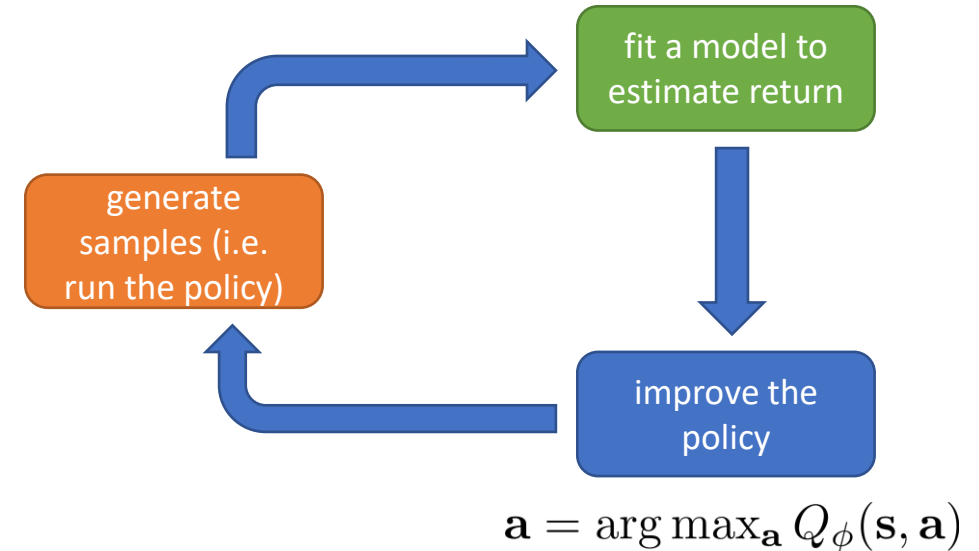 fit a model to
estimate return
generate
samples (i.e.
run the policy)
improve the
policy
𝐚 = arg max_𝐚 Q_ϕ(𝐬, 𝐚)